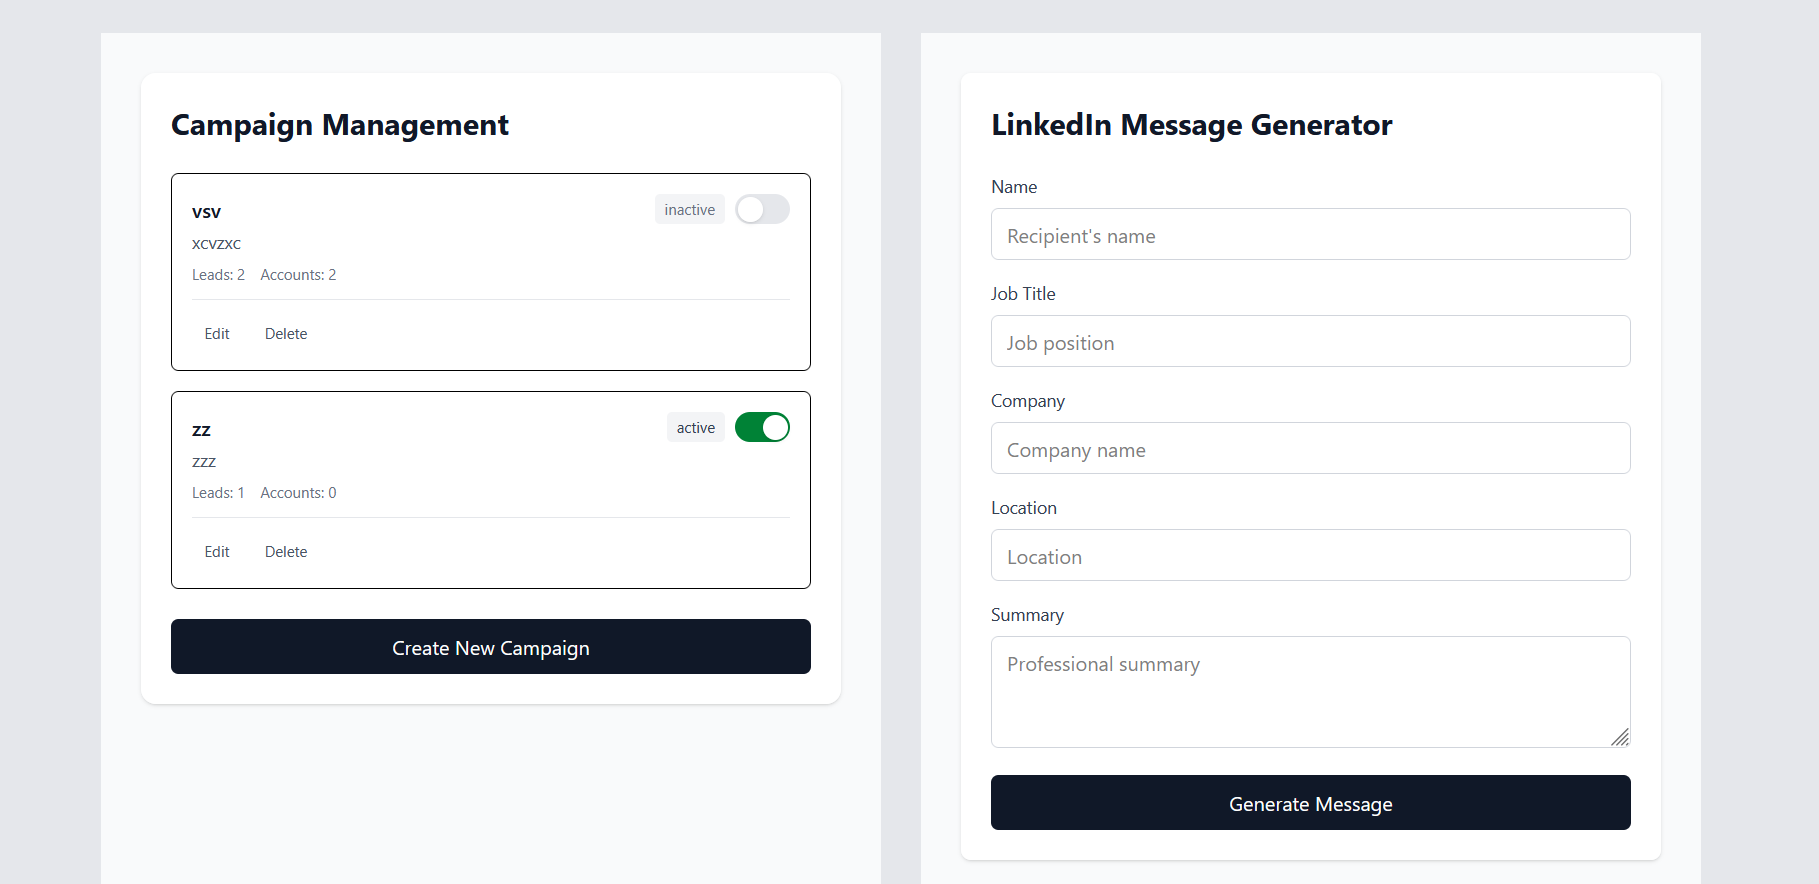 Campaign Management
vsv
inactive
xcvzxc
Leads: 2 Accounts: 2
Edit Delete
zz
active
zzz
Leads: 1 Accounts: 0
Edit Delete
Create New Campaign
LinkedIn Message Generator
Name
Recipient's name
Job Title
Job position
Company
Company name
Location
Location
Summary
Professional summary
Generate Message